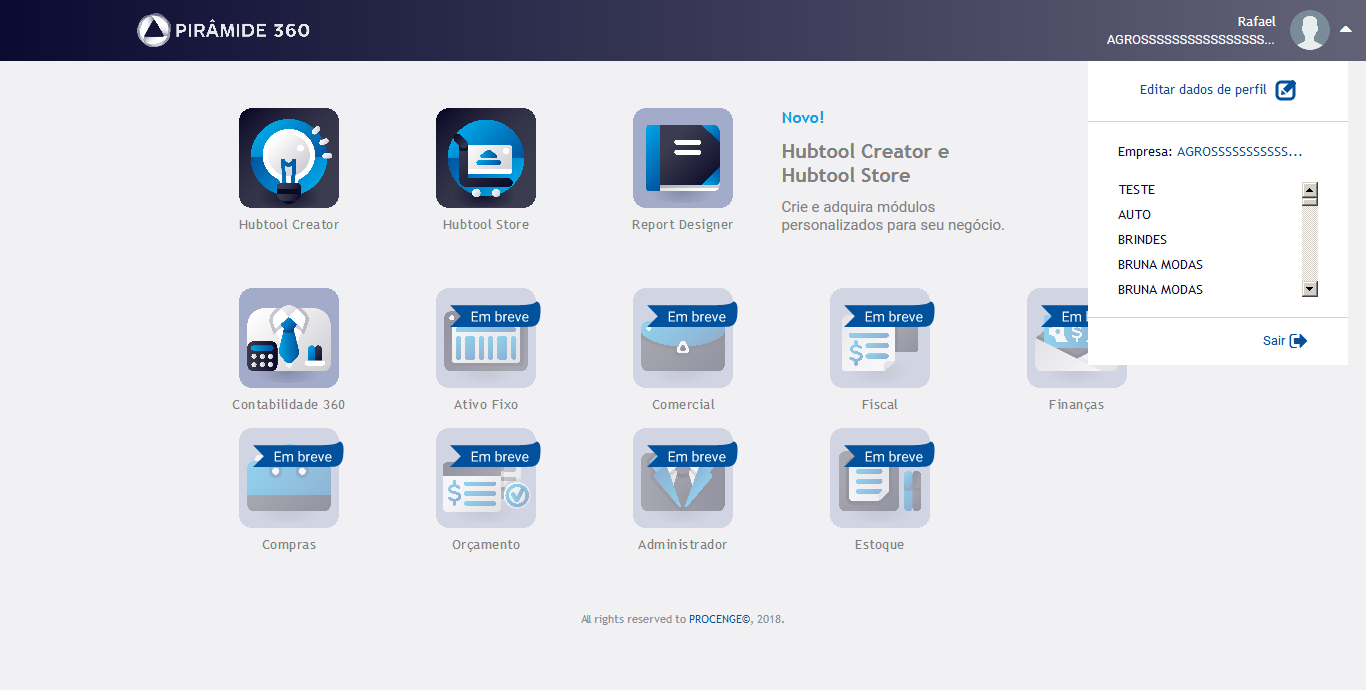 PIRÂMIDE 360
Rafael
AGROSSSSSSSSSSSSSSSS...
Editar dados de perfil
Empresa: AGROSSSSSSSSSSS...
TESTE
AUTO
BRINDES
BRUNA MODAS
BRUNA MODAS
Sair
Hubtool Creator
Hubtool Store
Report Designer
Novo!
Hubtool Creator e
Hubtool Store
Crie e adquira módulos
personalizados para seu negócio.
Contabilidade 360
Em breve
Ativo Fixo
Em breve
Comercial
Em breve
Fiscal
Em b
Finanças
Em breve
Compras
Em breve
Orçamento
Em breve
Administrador
Em breve
Estoque
All rights reserved to PROCENGE©, 2018.